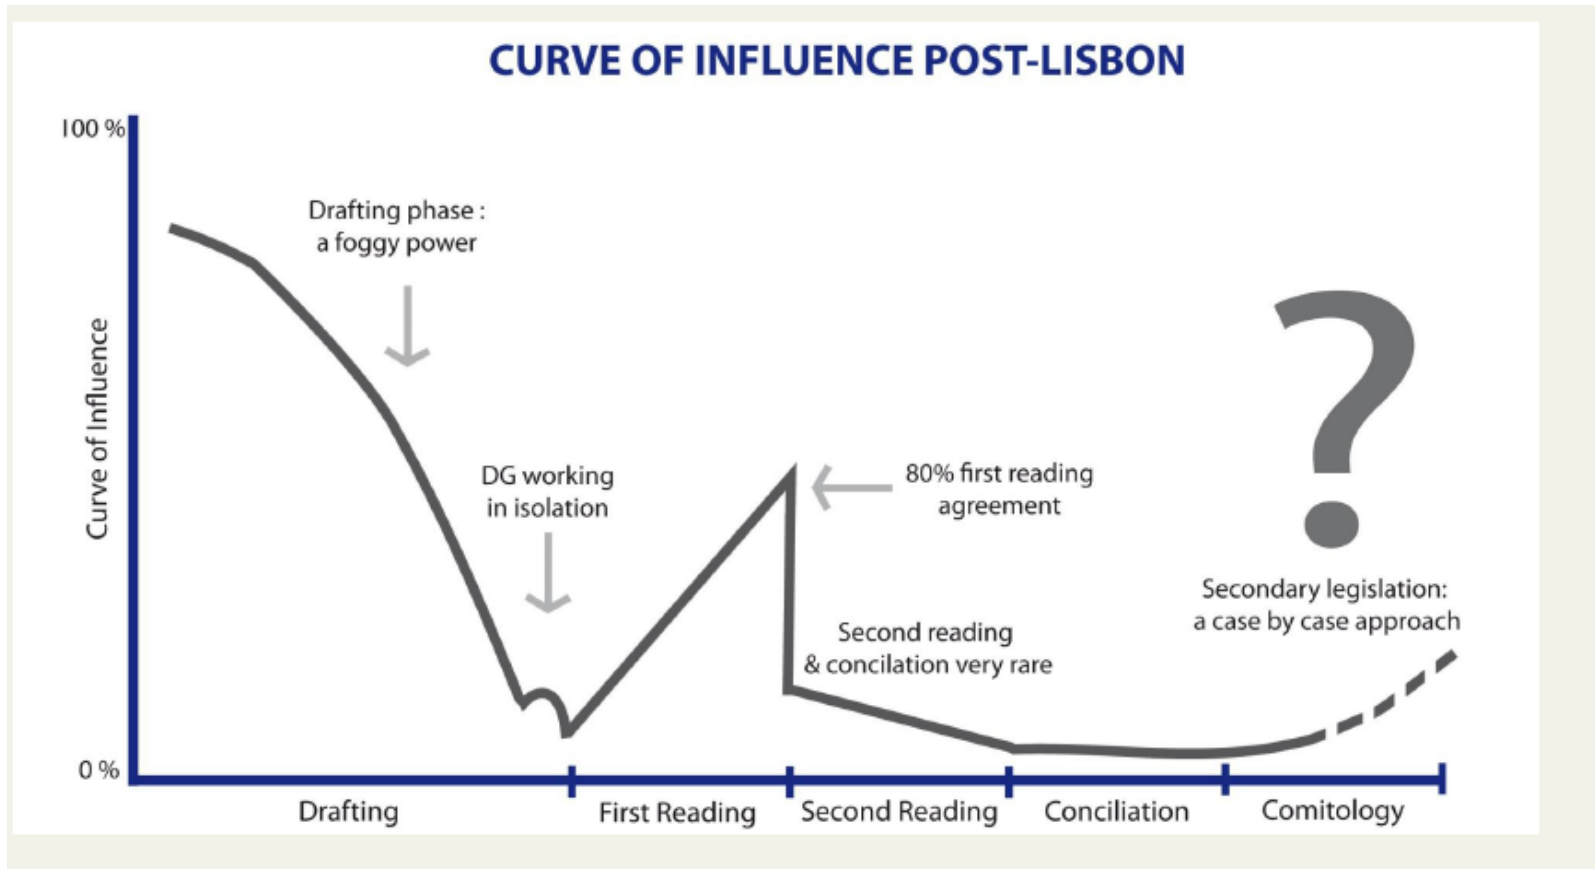 CURVE OF INFLUENCE POST-LISBON
100 %
Drafting phase :
a foggy power
Curve of Influence
DG working
in isolation
80% first reading
agreement
?
Secondary legislation:
a case by case approach
Second reading
& concilation very rare
0 %
Drafting
First Reading
Second Reading
Conciliation
Comitology